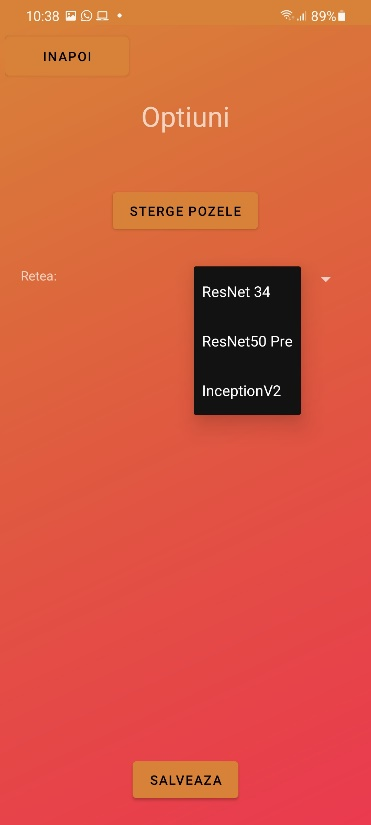 10:38 89%
INAPOI
Optiuni
STERGE POZELE
Retea:
ResNet 34
ResNet50 Pre
InceptionV2
SALVEAZA